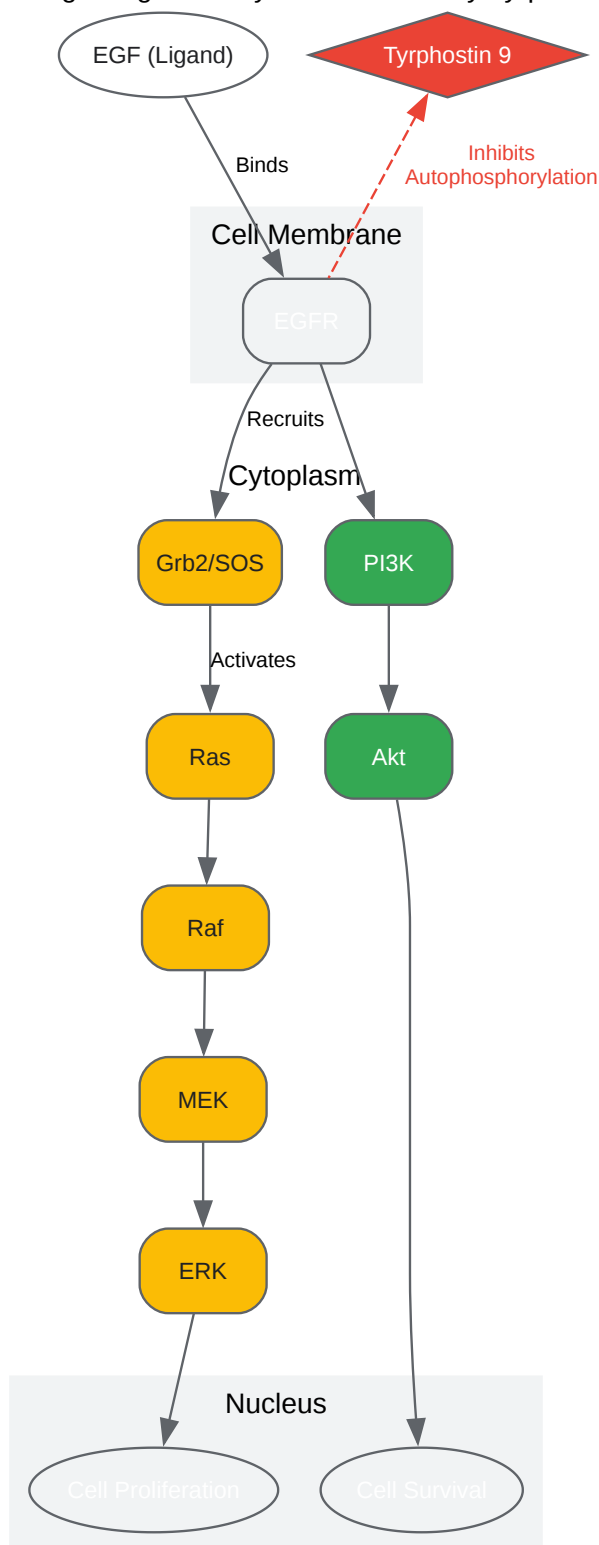 EGF (Ligand)
Tyrphostin 9
Binds
Inhibits
Autophosphorylation
Cell Membrane
EGFR
Recruits
Cytoplasm
Grb2/SOS
PI3K
Activates
Ras
Akt
Raf
MEK
ERK
Nucleus
Cell Proliferation
Cell Survival